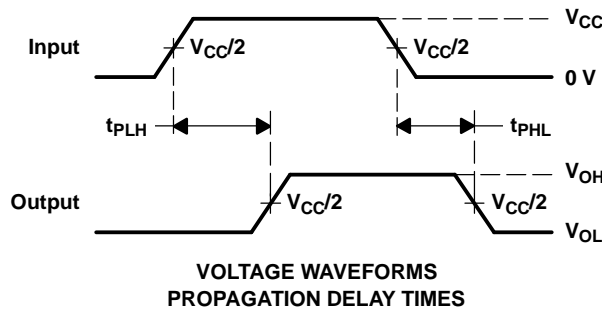 V_CC
Input
V_CC/2
V_CC/2
0 V
t_PLH
t_PHL
V_OH
Output
V_CC/2
V_CC/2
V_OL
VOLTAGE WAVEFORMS
PROPAGATION DELAY TIMES